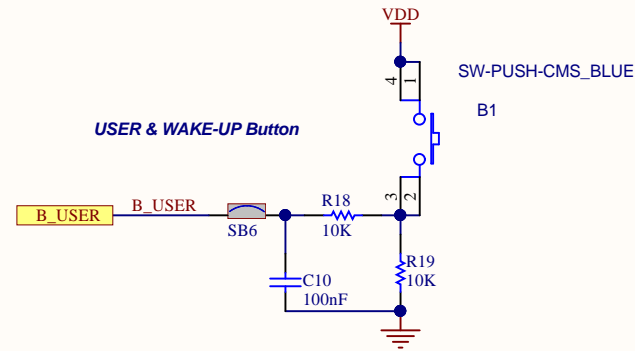 VDD
SW-PUSH-CMS_BLUE
4
1
B1
USER & WAKE-UP Button
3
2
B_USER
B_USER
R18
SB6
10K
R19
10K
C10
100nF